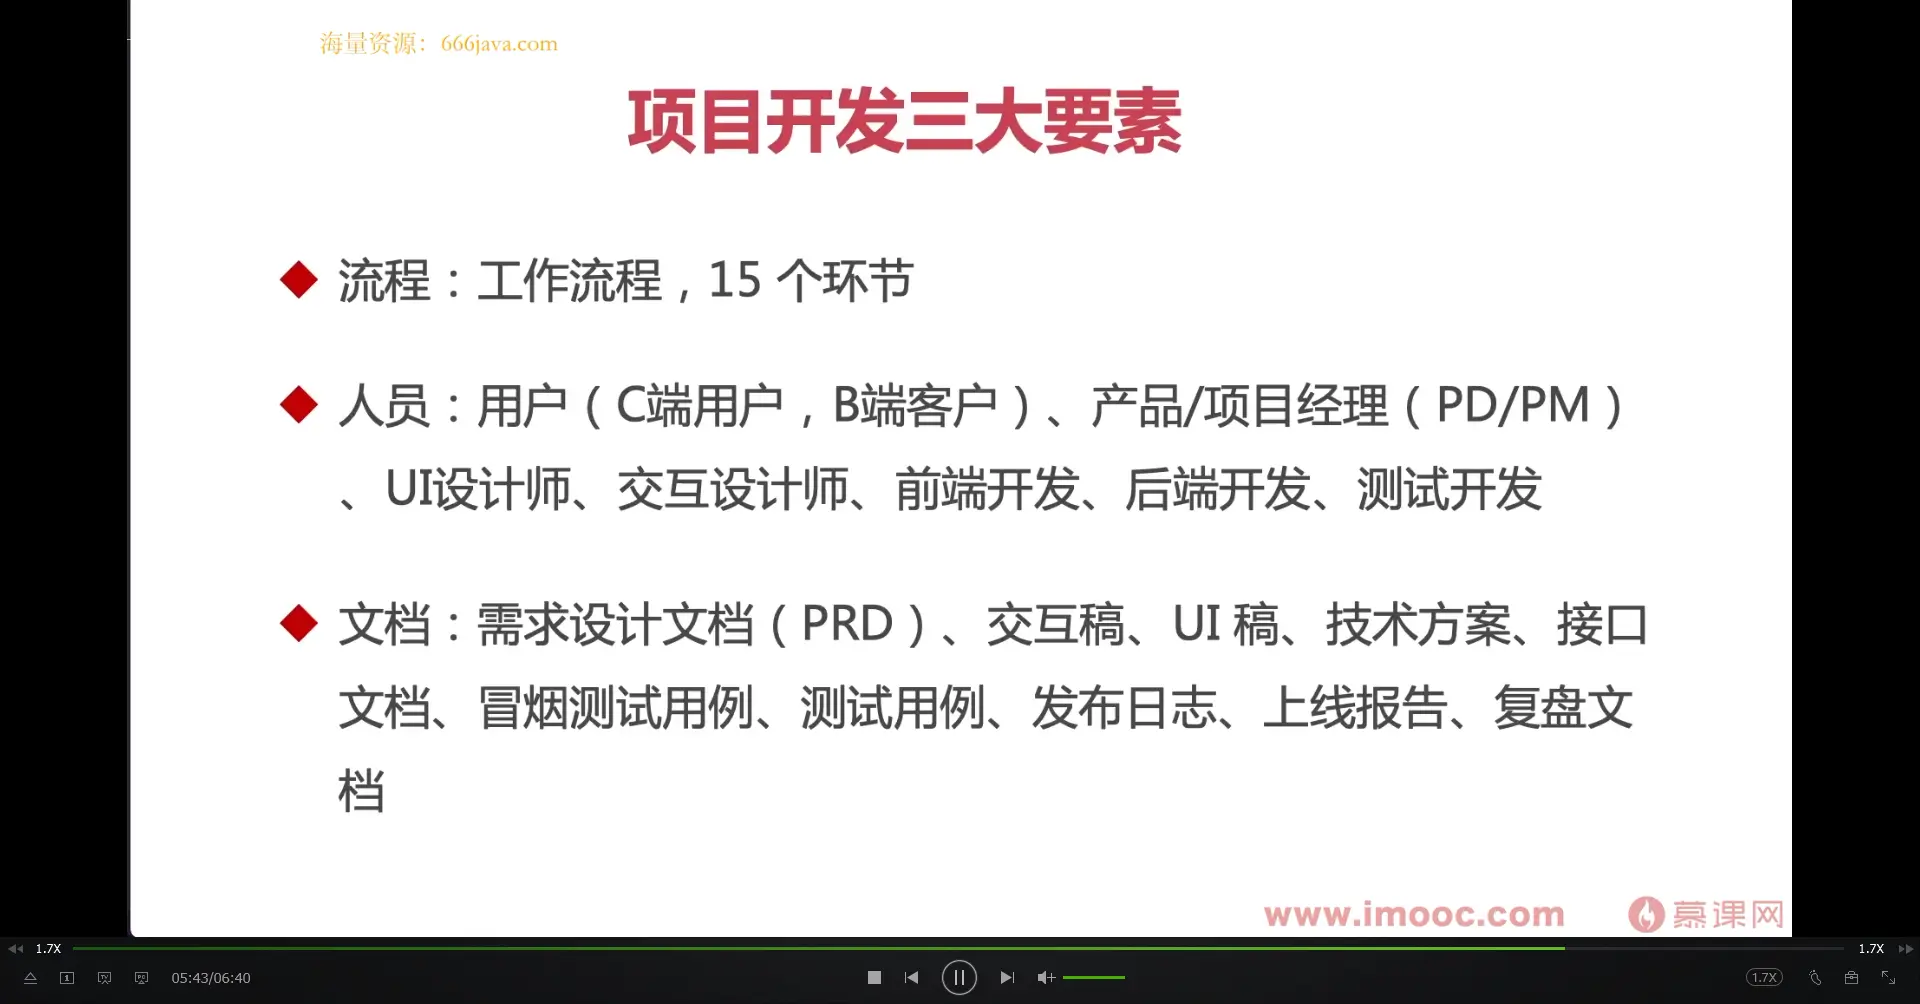 海量资源：666java.com
项目开发三大要素
流程：工作流程，15 个环节
人员：用户（C端用户，B端客户）、产品/项目经理（PD/PM）
、UI设计师、交互设计师、前端开发、后端开发、测试开发
文档：需求设计文档（PRD）、交互稿、UI 稿、技术方案、接口
文档、冒烟测试用例、测试用例、发布日志、上线报告、复盘文
档
www.imooc.com 慕课网
1.7X 1.7X
05:43/06:40 1.7X